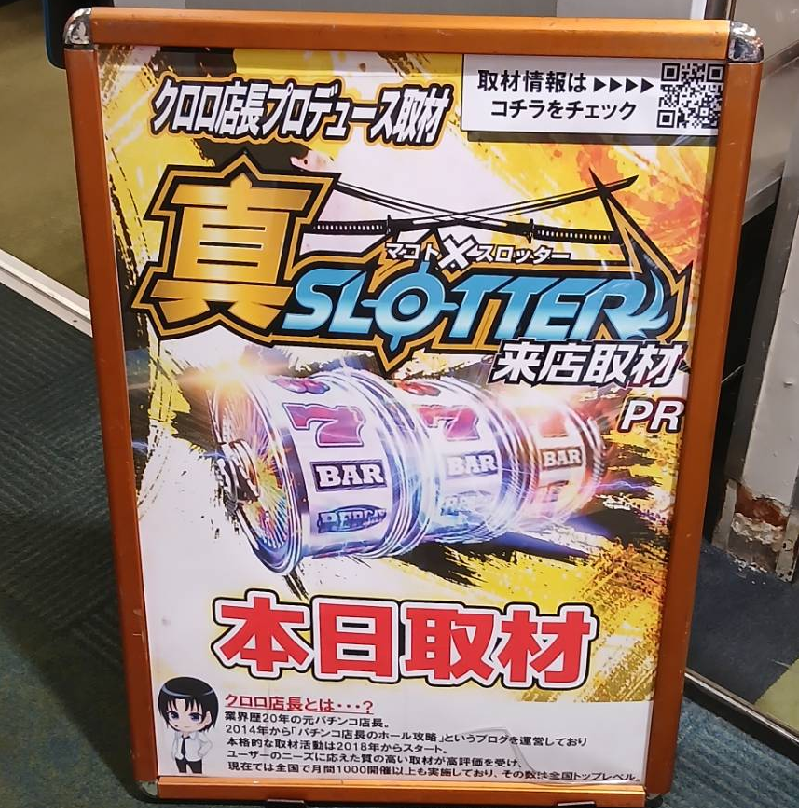 クロロ店長プロデュース取材
取材情報は▶▶▶▶
コチラをチェック
真
マコト×スロッター
SLOTTER
来店取材
PR
7 7 7
BAR BAR BAR
本日取材
クロロ店長とは・・・?
業界歴20年の元パチンコ店長。
2014年から「パチンコ店長のホール攻略」というブログを運営しており
本格的な取材活動は2018年からスタート。
ユーザーのニーズに応えた質の高い取材が高評価を受け、
現在では全国で月間1000開催以上も実施しており、その数は全国トップレベル。